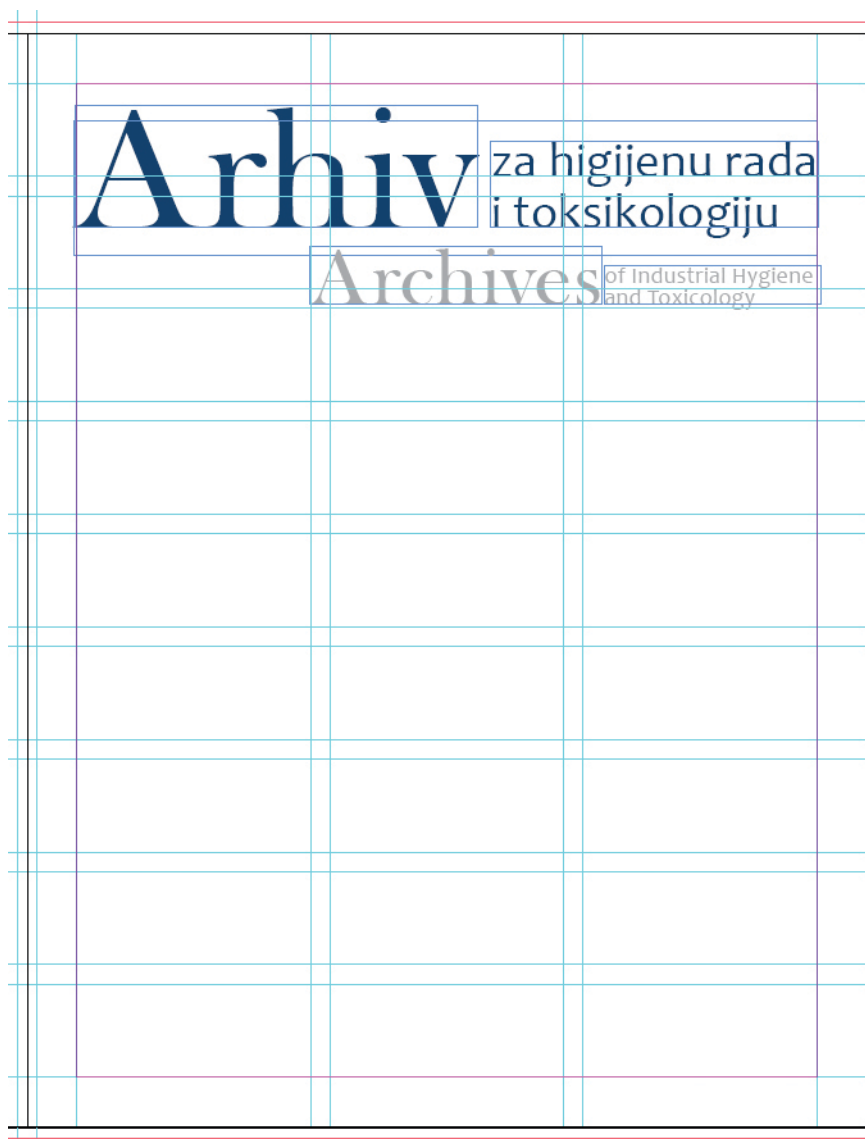 Arhiv
za higijenu rada
i toksikologiju
Archives
of Industrial Hygiene
and Toxicology